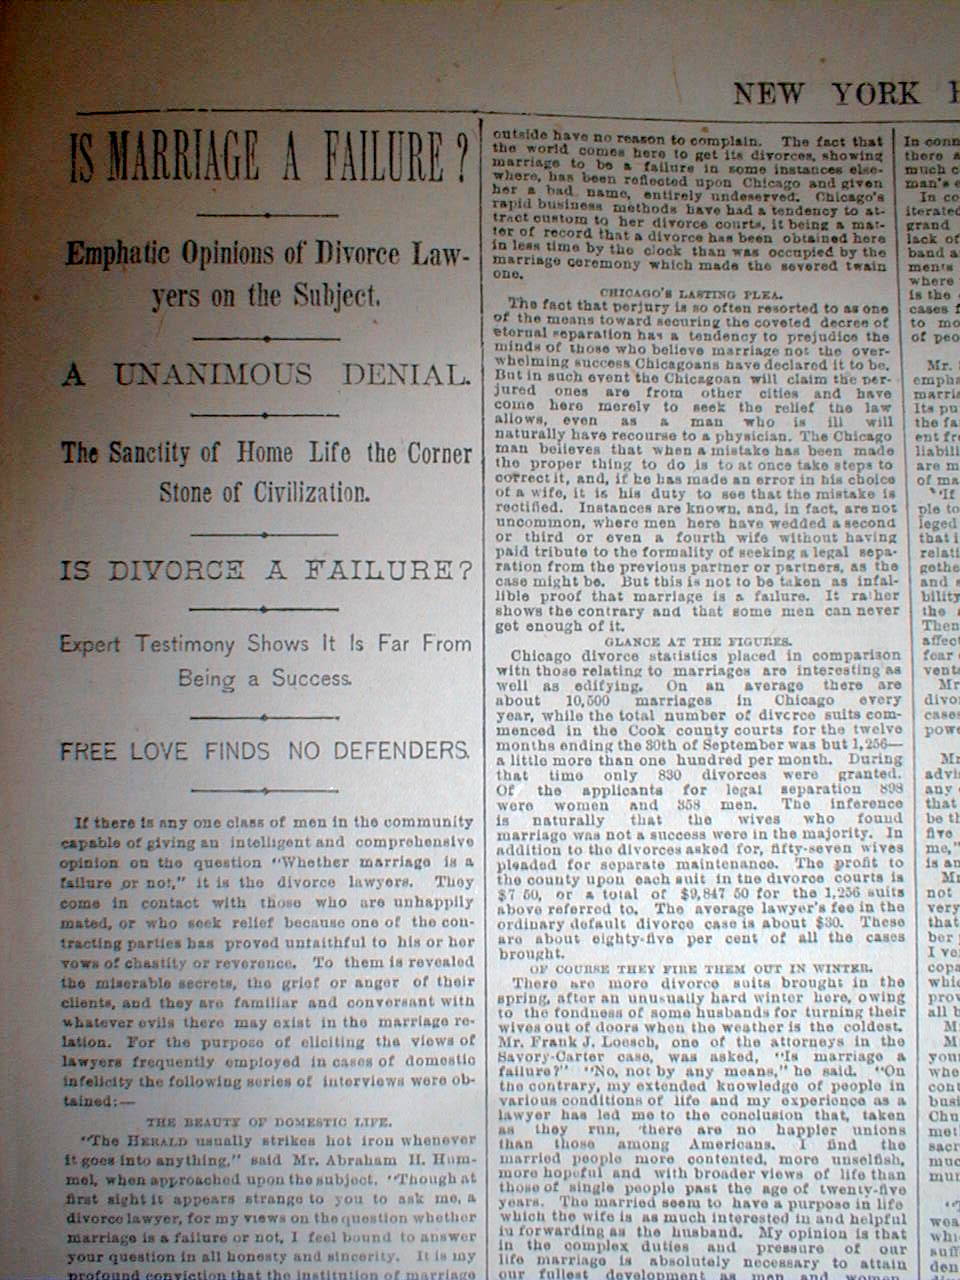 NEW YORK
IS MARRIAGE A FAILURE?
Emphatic Opinions of Divorce Law-
yers on the Subject.
A UNANIMOUS DENIAL.
The Sanctity of Home Life the Corner
Stone of Civilization.
IS DIVORCE A FAILURE?
Expert Testimony Shows It Is Far From
Being a Success.
FREE LOVE FINDS NO DEFENDERS.
If there is any one class of men in the community
capable of giving an intelligent and comprehensive
opinion on the question "Whether marriage is a
failure or not," it is the divorce lawyers. They
come in contact with those who are unhappily
mated, or who seek relief because one of the con-
tracting parties has proved unfaithful to his or her
vows of chastity or reverence. To them is revealed
the miserable secrets, the grief or anger of their
clients, and they are familiar and conversant with
whatever evils there may exist in the marriage re-
lation. For the purpose of eliciting the views of
lawyers frequently employed in cases of domestic
infelicity the following series of interviews were ob-
tained:—
THE BEAUTY OF DOMESTIC LIFE.
"The HERALD usually strikes hot iron whenever
it goes into anything," said Mr. Abraham H. Hum-
mel, when approached upon the subject. "Though at
first sight it appears strange to you to ask me, a
divorce lawyer, for my views on the question whether
marriage is a failure or not, I feel bound to answer
your question in all honesty and sincerity. It is my
profound conviction that the institution of marriage
outside have no reason to complain. The fact that
the world comes here to get its divorces, showing
marriage to be a failure in some instances else-
where, has been reflected upon Chicago and given
her a bad name, entirely undeserved. Chicago's
rapid business methods have had a tendency to at-
tract custom to her divorce courts, it being a mat-
ter of record that a divorce has been obtained here
in less time by the clock than was occupied by the
marriage ceremony which made the severed twain
one.
CHICAGO'S LASTING PLEA.
The fact that perjury is so often resorted to as one
of the means toward securing the coveted decree of
eternal separation has a tendency to prejudice the
minds of those who believe marriage not the over-
whelming success Chicagoans have declared it to be.
But in such event the Chicagoan will claim the per-
jured ones are from other cities and have
come here merely to seek the relief the law
allows, even as a man who is ill will
naturally have recourse to a physician. The Chicago
man believes that when a mistake has been made
the proper thing to do is to at once take steps to
correct it, and, if he has made an error in his choice
of a wife, it is his duty to see that the mistake is
rectified. Instances are known, and, in fact, are not
uncommon, where men here have wedded a second
or third or even a fourth wife without having
paid tribute to the formality of seeking a legal sepa-
ration from the previous partner or partners, as the
case might be. But this is not to be taken as infal-
lible proof that marriage is a failure. It rather
shows the contrary and that some men can never
get enough of it.
GLANCE AT THE FIGURES.
Chicago divorce statistics placed in comparison
with those relating to marriages are interesting as
well as edifying. On an average there are
about 10,500 marriages in Chicago every
year, while the total number of divorce suits com-
menced in the Cook county courts for the twelve
months ending the 30th of September was but 1,256—
a little more than one hundred per month. During
that time only 830 divorces were granted.
Of the applicants for legal separation 898
were women and 358 men. The inference
is naturally that the wives who found
marriage was not a success were in the majority. In
addition to the divorces asked for, fifty-seven wives
pleaded for separate maintenance. The profit to
the county upon each suit in the divorce courts is
$7 50, or a total of $9,847 50 for the 1,256 suits
above referred to. The average lawyer's fee in the
ordinary default divorce case is about $30. These
are about eighty-five per cent of all the cases
brought.
OF COURSE THEY FIRE THEM OUT IN WINTER.
There are more divorce suits brought in the
spring, after an unusually hard winter here, owing
to the fondness of some husbands for turning their
wives out of doors when the weather is the coldest.
Mr. Frank J. Loesch, one of the attorneys in the
Savory-Carter case, was asked, "Is marriage a
failure?" "No, not by any means," he said. "On
the contrary, my extended knowledge of people in
various conditions of life and my experience as a
lawyer has led me to the conclusion that, taken
as they run, there are no happier unions
than those among Americans. I find the
married people more contented, more unselfish,
more hopeful and with broader views of life than
those of single people past the age of twenty-five
years. The married seem to have a purpose in life
which the wife is as much interested in and helpful
in forwarding as the husband. My opinion is that
in the complex duties and pressure of our
life marriage is absolutely necessary to attain
our fullest development as men and